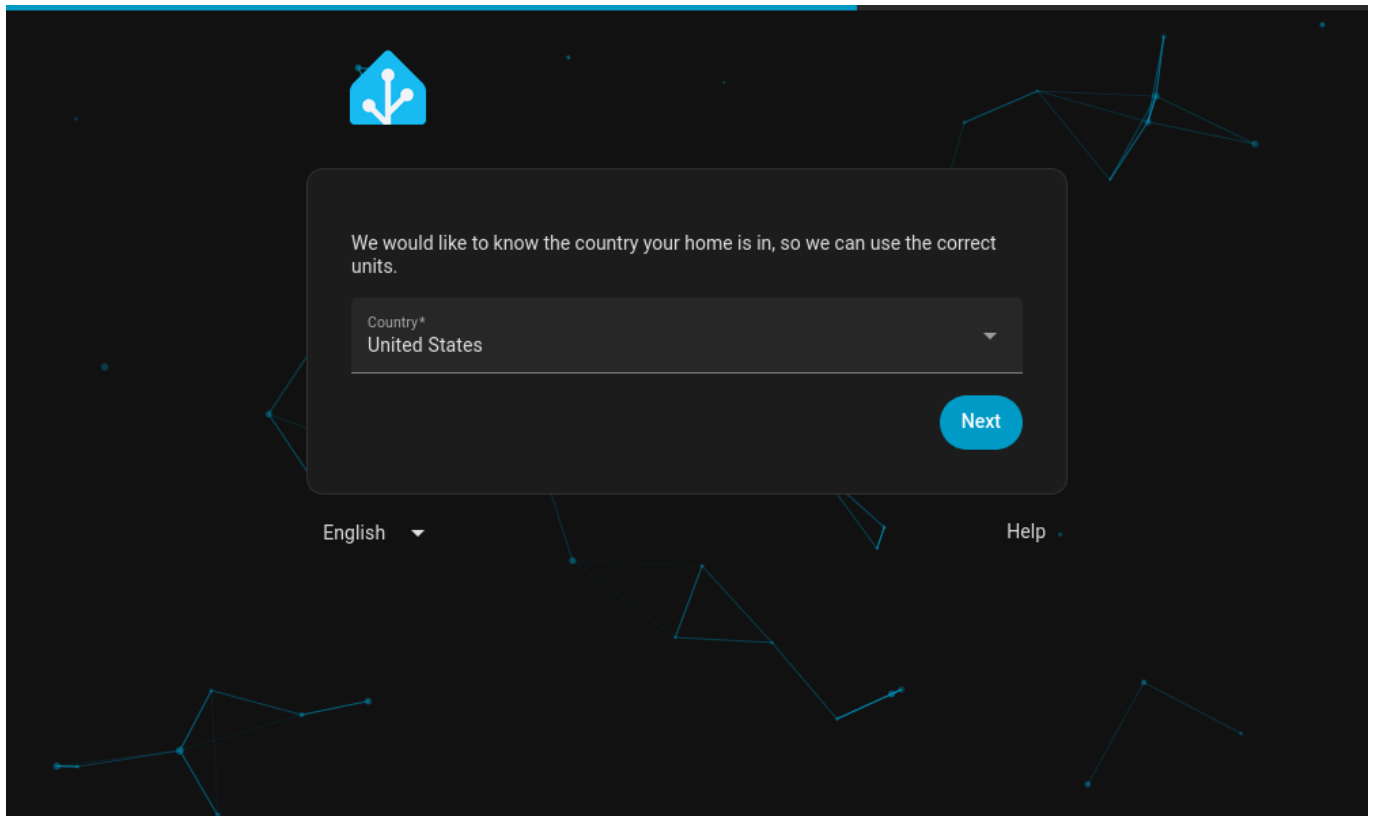 We would like to know the country your home is in, so we can use the correct
units.
Country*
United States
Next
English
Help